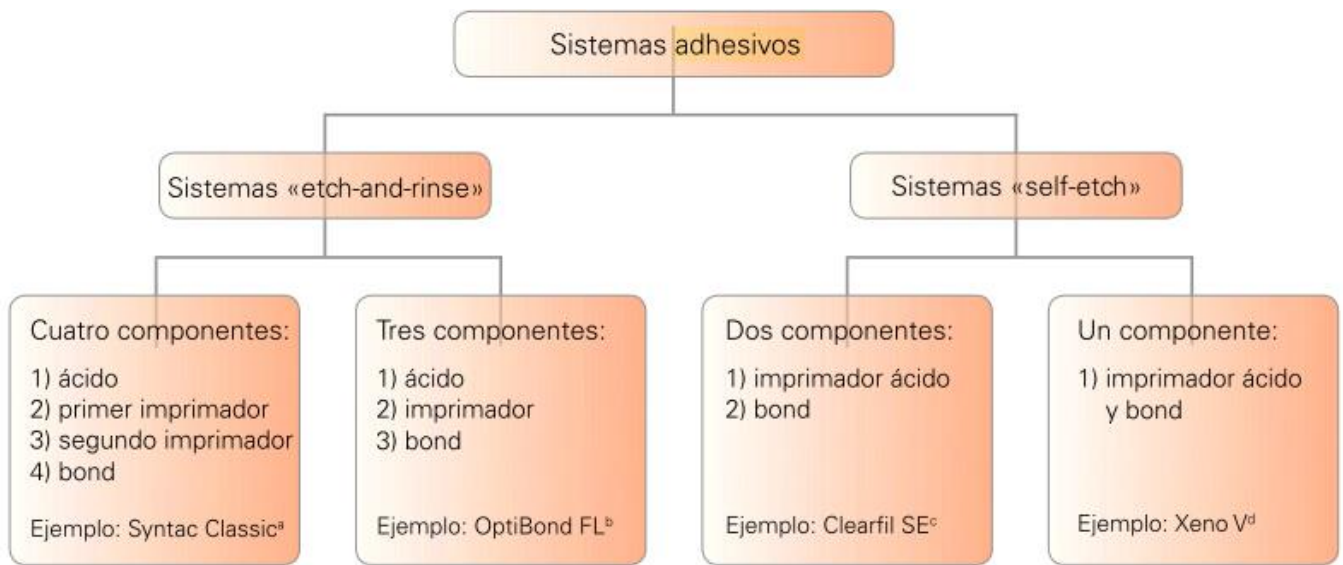 Sistemas adhesivos
Sistemas «etch-and-rinse»
Sistemas «self-etch»
Cuatro componentes:
1) ácido
2) primer imprimador
3) segundo imprimador
4) bond
Ejemplo: Syntac Classicᵃ
Tres componentes:
1) ácido
2) imprimador
3) bond
Ejemplo: OptiBond FLᵇ
Dos componentes:
1) imprimador ácido
2) bond
Ejemplo: Clearfil SEᶜ
Un componente:
1) imprimador ácido
y bond
Ejemplo: Xeno Vᵈ